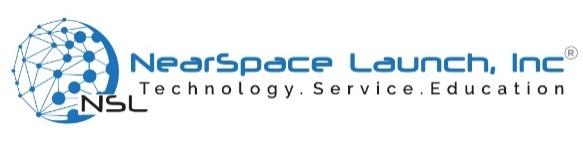 NearSpace Launch, Inc®
Technology.Service.Education
NSL